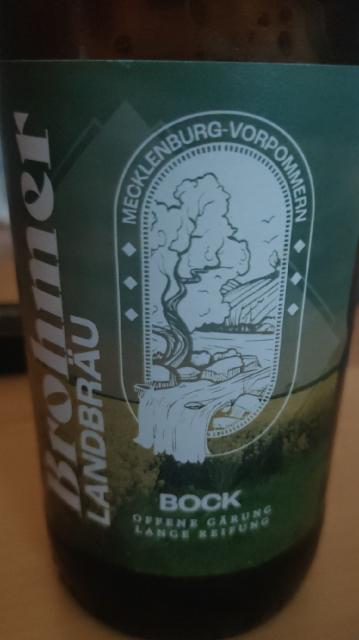 Brohmer
LANDBRÄU
MECKLENBURG-VORPOMMERN
BOCK
OFFENE GÄRUNG
LANGE REIFUNG